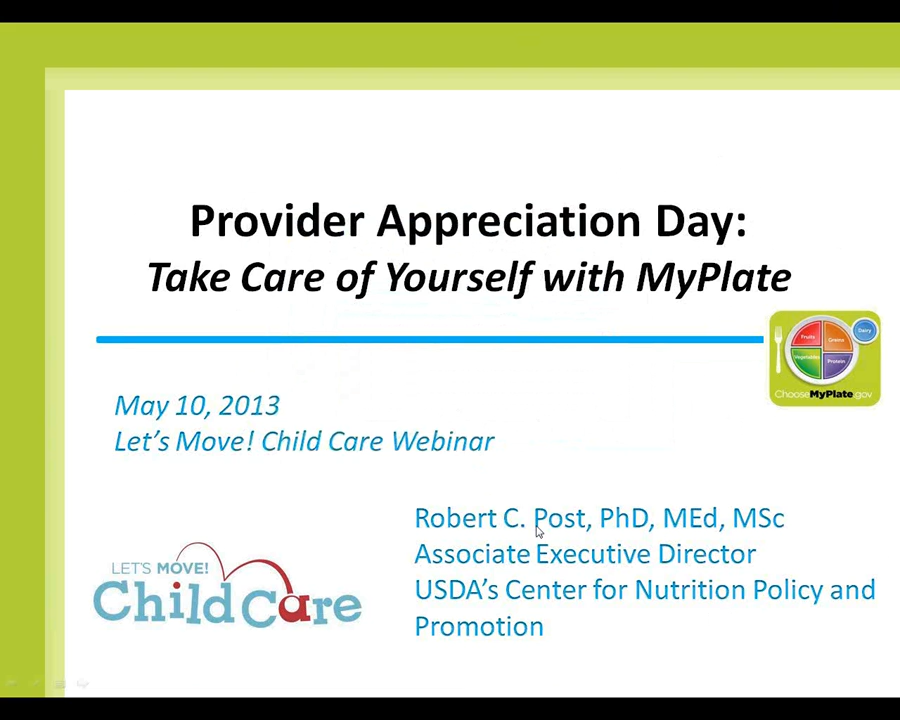 Provider Appreciation Day:
Take Care of Yourself with MyPlate
Fruits
Grains
Dairy
Vegetables
Protein
ChooseMyPlate.gov
May 10, 2013
Let's Move! Child Care Webinar
Robert C. Post, PhD, MEd, MSc
Associate Executive Director
USDA's Center for Nutrition Policy and
Promotion
LET'S MOVE!
Child Care